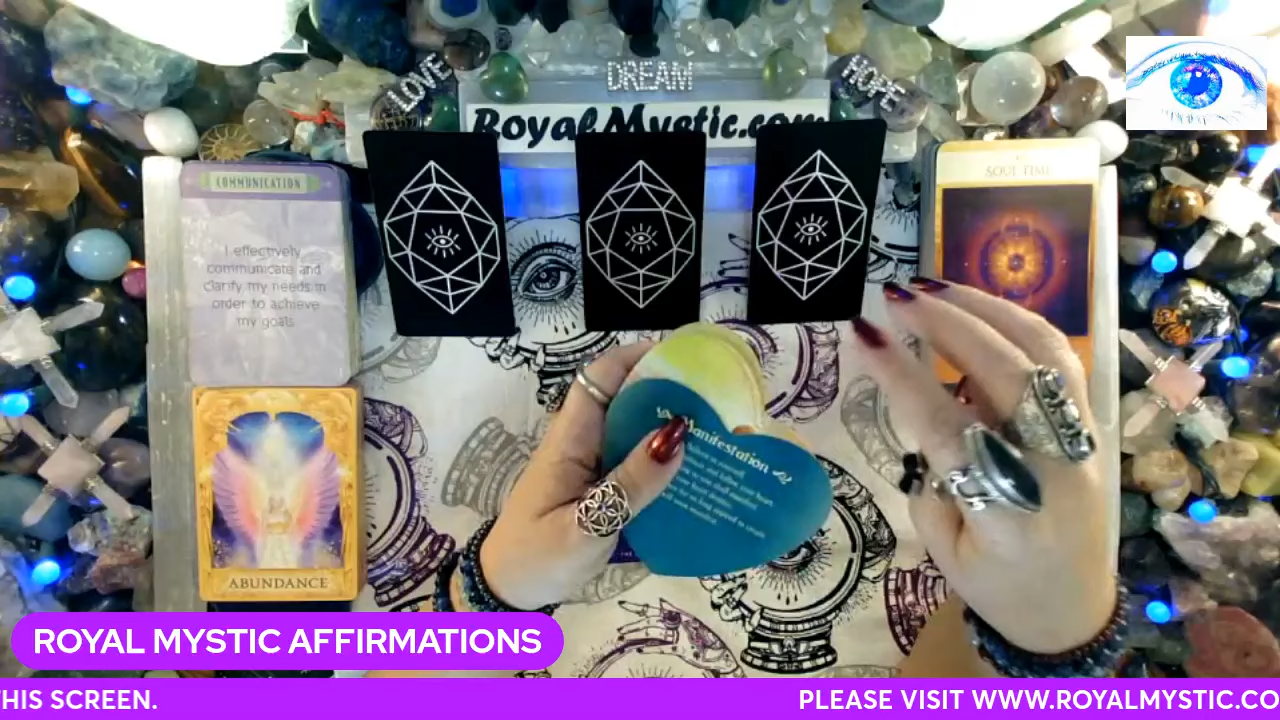 LOVE
DREAM
HOPE
RoyalMystic.com
COMMUNICATION
I effectively
communicate and
clarify my needs in
order to achieve
my goals
SOUL TIME
Manifestation
ABUNDANCE
ROYAL MYSTIC AFFIRMATIONS
HIS SCREEN.
PLEASE VISIT WWW.ROYALMYSTIC.CO